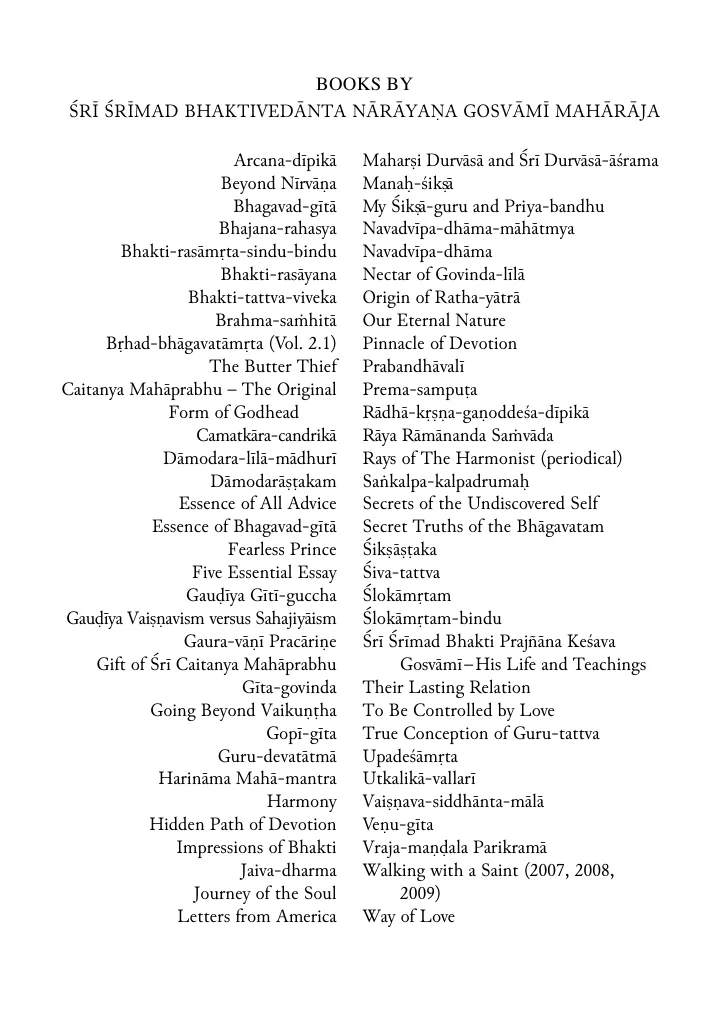 BOOKS BY
ŚRĪ ŚRĪMAD BHAKTIVEDĀNTA NĀRĀYAṆA GOSVĀMĪ MAHĀRĀJA
Arcana-dīpikā
Beyond Nīrvāṇa
Bhagavad-gītā
Bhajana-rahasya
Bhakti-rasāmṛta-sindu-bindu
Bhakti-rasāyana
Bhakti-tattva-viveka
Brahma-saṁhitā
Bṛhad-bhāgavatāmṛta (Vol. 2.1)
The Butter Thief
Caitanya Mahāprabhu – The Original
Form of Godhead
Camatkāra-candrikā
Dāmodara-līlā-mādhurī
Dāmodarāṣṭakam
Essence of All Advice
Essence of Bhagavad-gītā
Fearless Prince
Five Essential Essay
Gauḍīya Gītī-guccha
Gauḍīya Vaiṣṇavism versus Sahajiyāism
Gaura-vāṇī Pracāriṇe
Gift of Śrī Caitanya Mahāprabhu
Gīta-govinda
Going Beyond Vaikuṇṭha
Gopī-gīta
Guru-devatātmā
Harināma Mahā-mantra
Harmony
Hidden Path of Devotion
Impressions of Bhakti
Jaiva-dharma
Journey of the Soul
Letters from America
Maharṣi Durvāsā and Śrī Durvāsā-āśrama
Manaḥ-śikṣā
My Śikṣā-guru and Priya-bandhu
Navadvīpa-dhāma-māhātmya
Navadvīpa-dhāma
Nectar of Govinda-līlā
Origin of Ratha-yātrā
Our Eternal Nature
Pinnacle of Devotion
Prabandhāvalī
Prema-sampuṭa
Rādhā-kṛṣṇa-gaṇoddeśa-dīpikā
Rāya Rāmānanda Saṁvāda
Rays of The Harmonist (periodical)
Saṅkalpa-kalpadrumaḥ
Secrets of the Undiscovered Self
Secret Truths of the Bhāgavatam
Śikṣāṣṭaka
Śiva-tattva
Ślokāmṛtam
Ślokāmṛtam-bindu
Śrī Śrīmad Bhakti Prajñāna Keśava
Gosvāmī–His Life and Teachings
Their Lasting Relation
To Be Controlled by Love
True Conception of Guru-tattva
Upadeśāmṛta
Utkalikā-vallarī
Vaiṣṇava-siddhānta-mālā
Veṇu-gīta
Vraja-maṇḍala Parikramā
Walking with a Saint (2007, 2008,
2009)
Way of Love